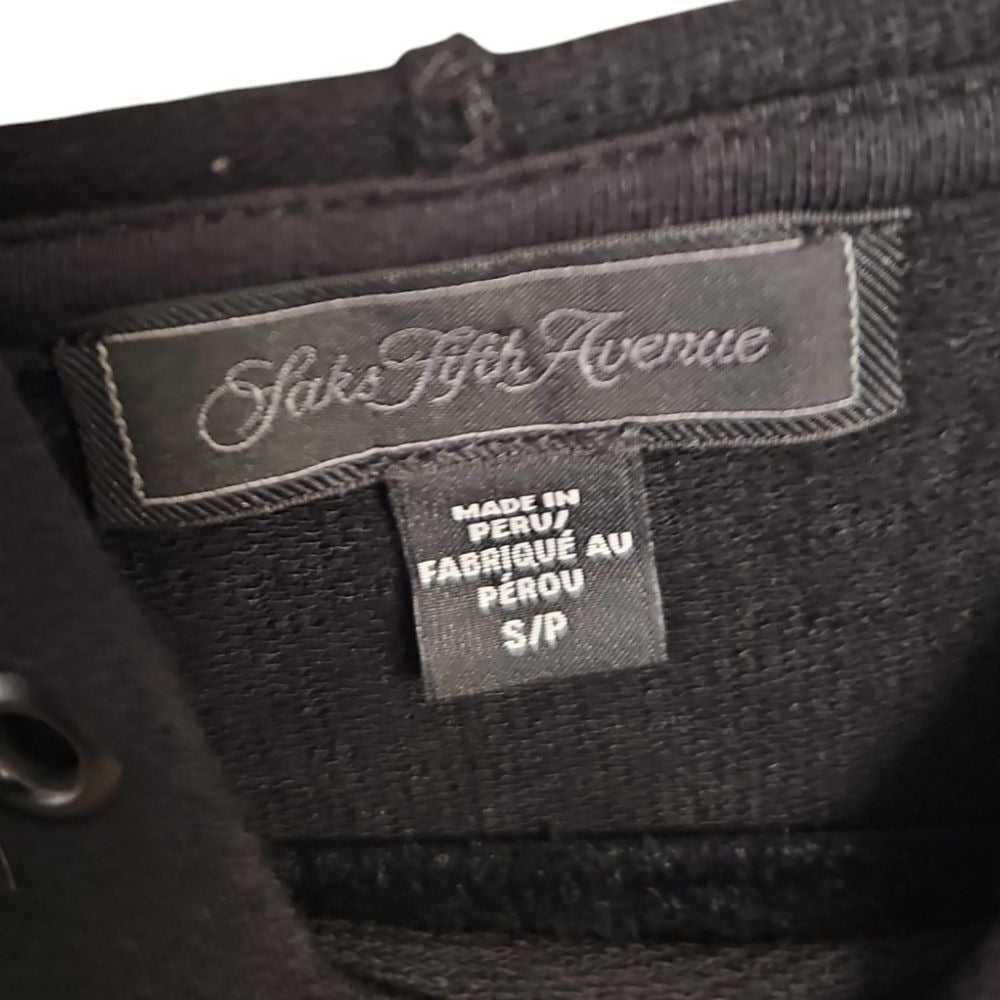 Saks Fifth Avenue
MADE IN
PERU/
FABRIQUÉ AU
PÉROU
S/P